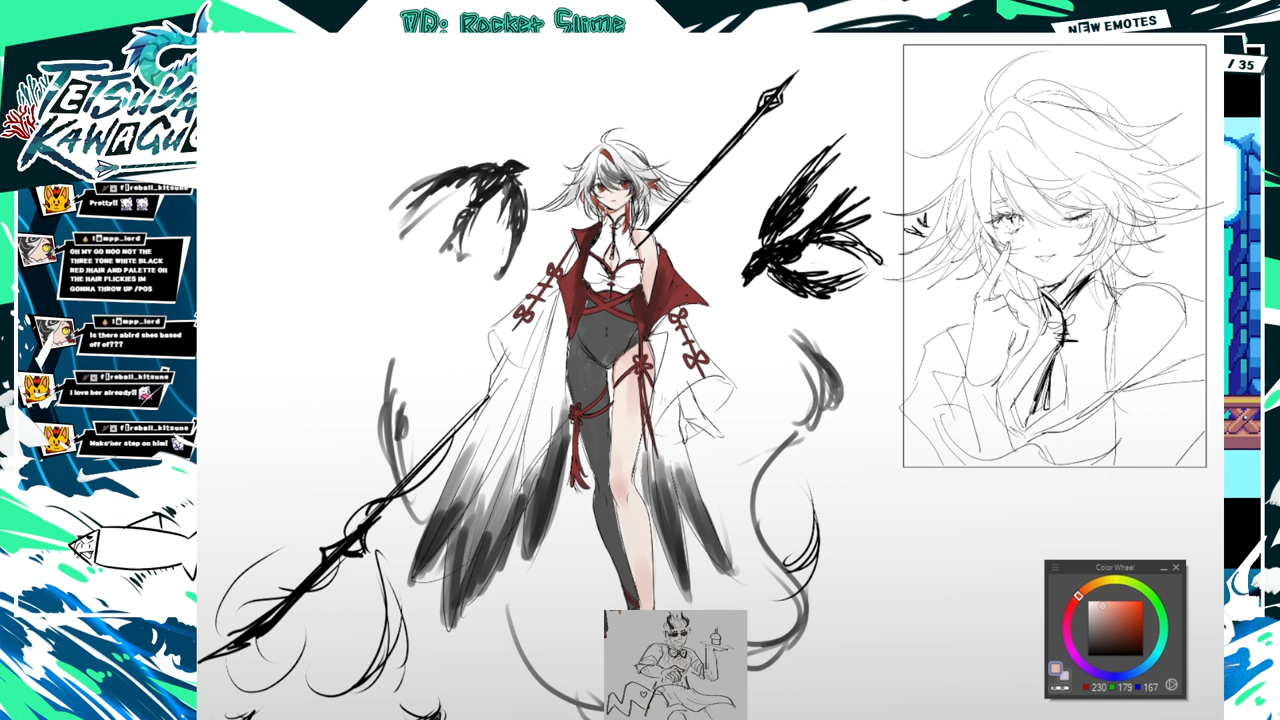 DQ: Rocket Slime
NEW EMOTES
/ 35
TETSUYA
KAWAGU
Pretty!!
OH MY GO NOO NOT THE
THREE TONE WHITE BLACK
RED JHAIR AND PALETTE OH
THE HAIR FLICKIES IM
GONNA THROW UP /POS
Is there abird shes based
off of???
I love her already!!
Make her step on him!
Color Wheel
230 179 167